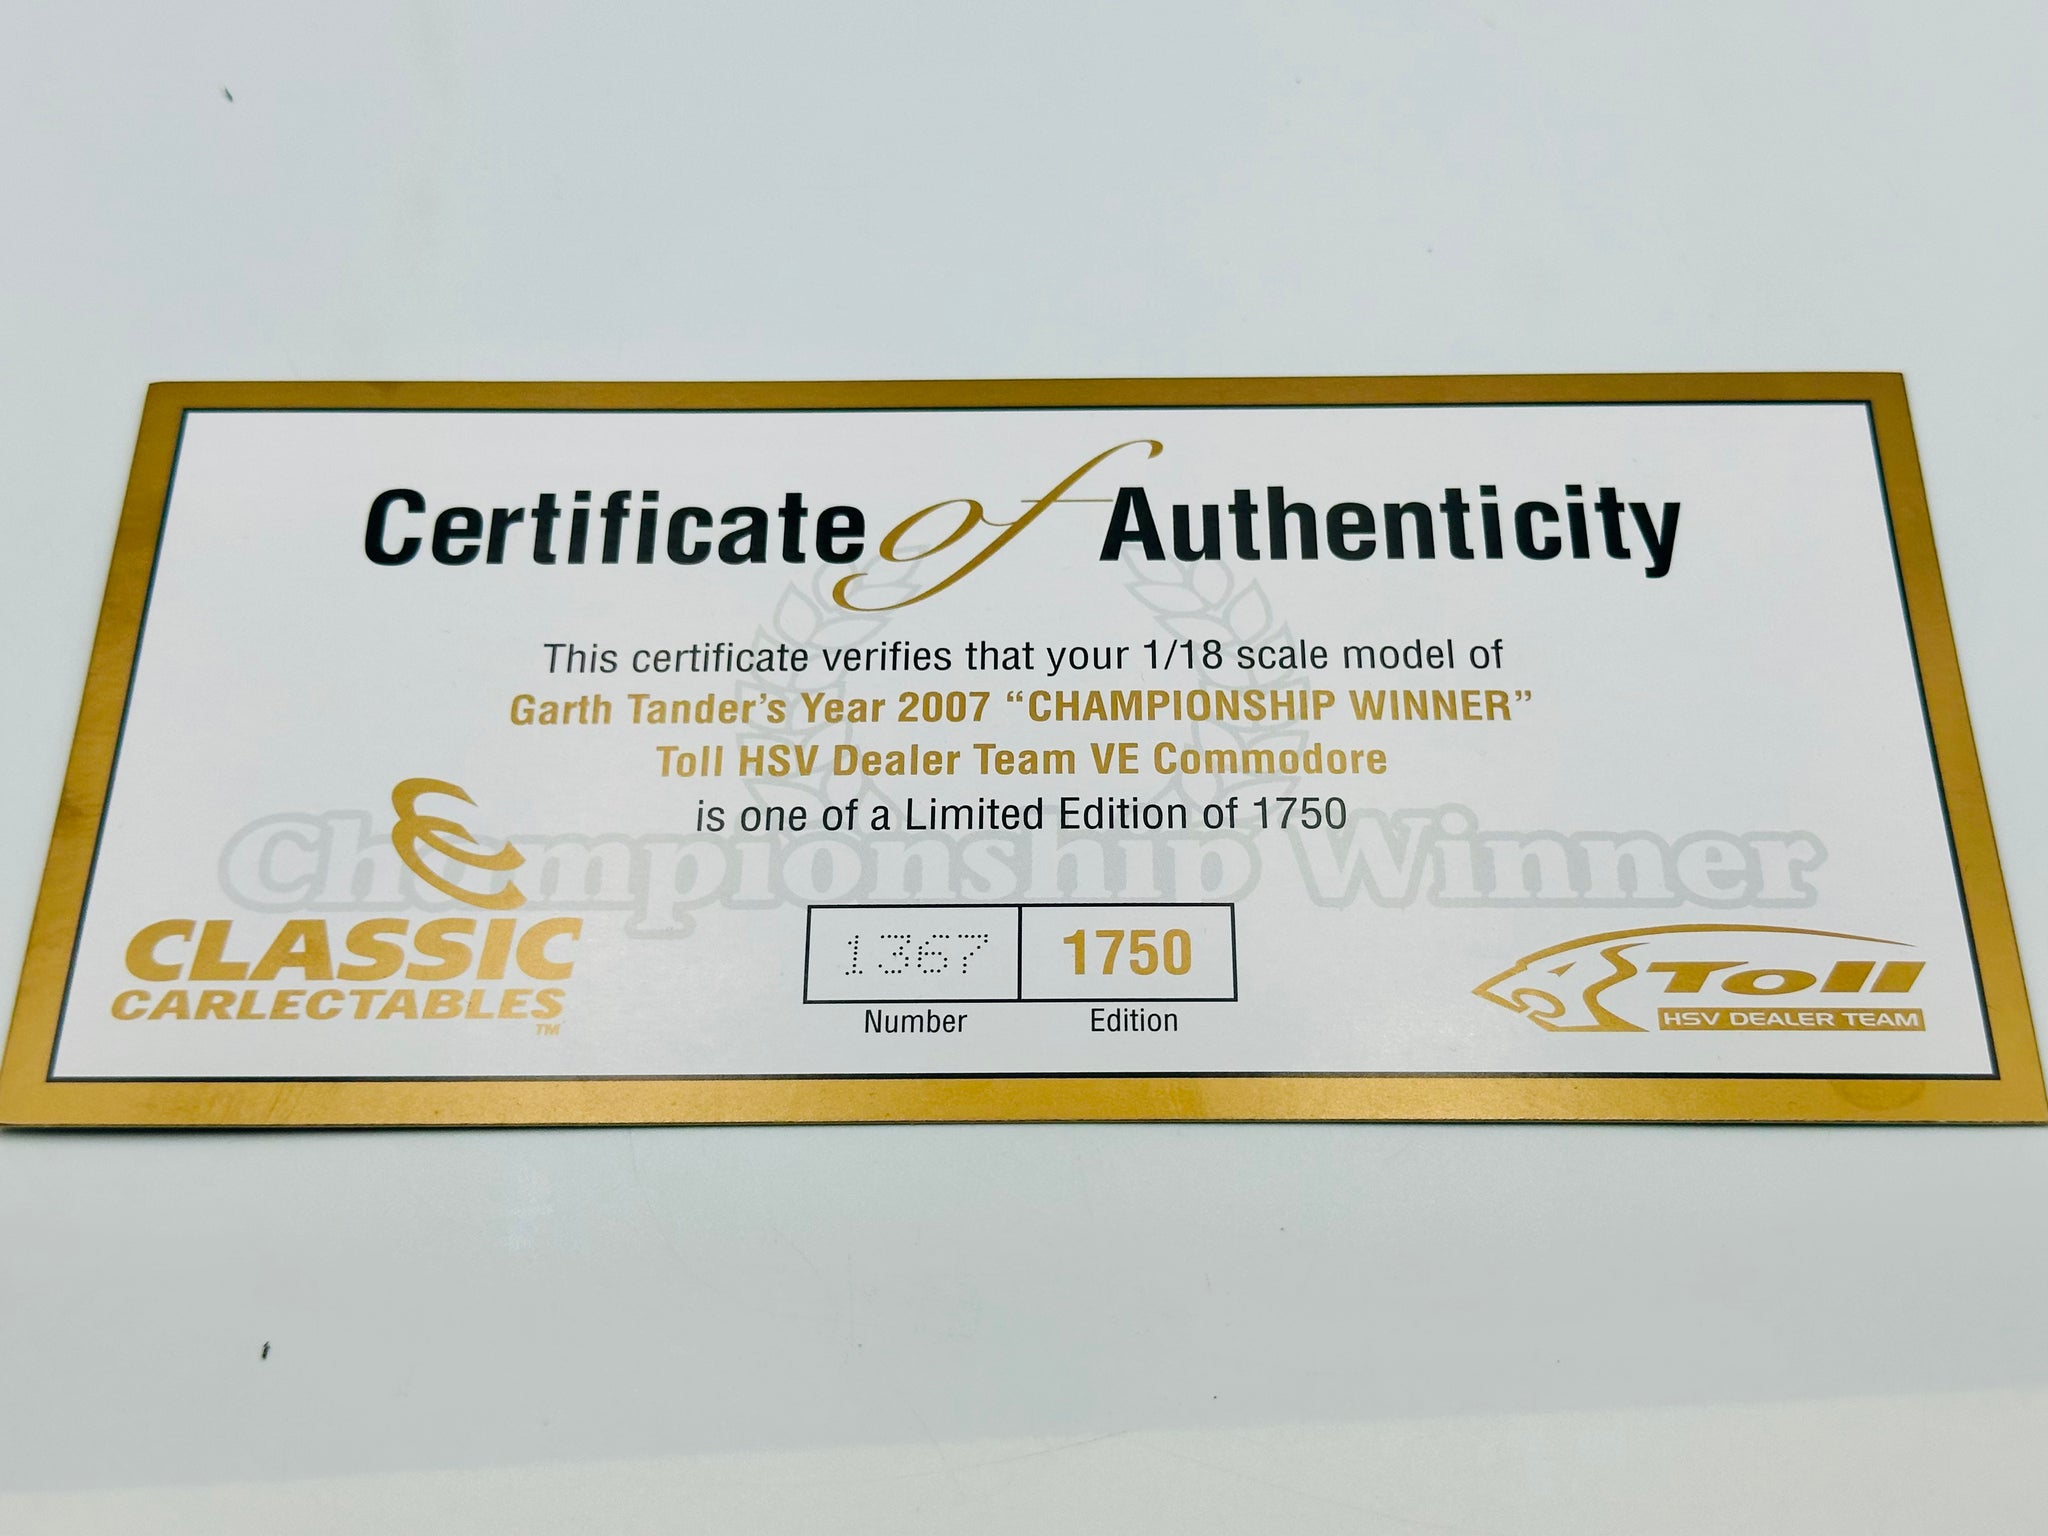 Certificate of Authenticity
This certificate verifies that your 1/18 scale model of
Garth Tander's Year 2007 “CHAMPIONSHIP WINNER”
Toll HSV Dealer Team VE Commodore
is one of a Limited Edition of 1750
Championship Winner
CLASSIC
CARLECTABLES
TM
1367 1750
Number Edition
Toll
HSV DEALER TEAM